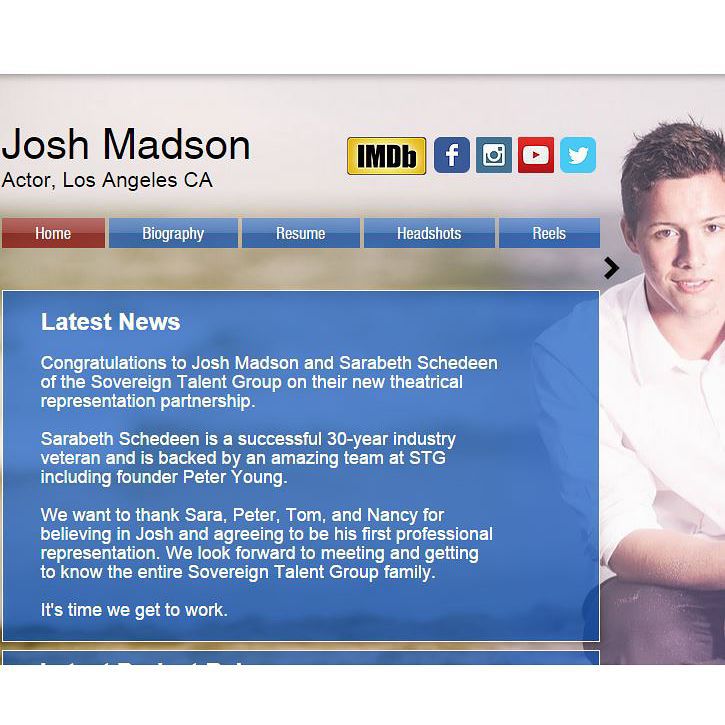 Josh Madson
Actor, Los Angeles CA
IMDb
Home Biography Resume Headshots Reels
Latest News
Congratulations to Josh Madson and Sarabeth Schedeen
of the Sovereign Talent Group on their new theatrical
representation partnership.
Sarabeth Schedeen is a successful 30-year industry
veteran and is backed by an amazing team at STG
including founder Peter Young.
We want to thank Sara, Peter, Tom, and Nancy for
believing in Josh and agreeing to be his first professional
representation. We look forward to meeting and getting
to know the entire Sovereign Talent Group family.
It's time we get to work.